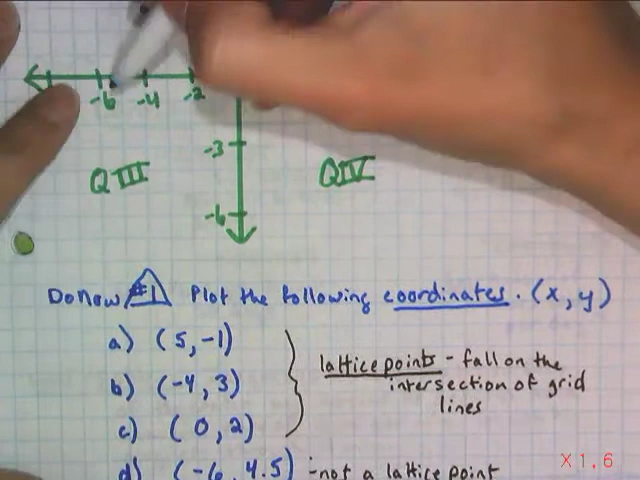 -6 -4 -2
-3
QIII QIV
-6
DoNow #1 Plot the following coordinates. (x, y)
a) (5, -1)
b) (-4, 3)
c) (0, 2)
lattice points - fall on the
intersection of grid
lines
d) (-6, 4.5) - not a lattice point
X1.6